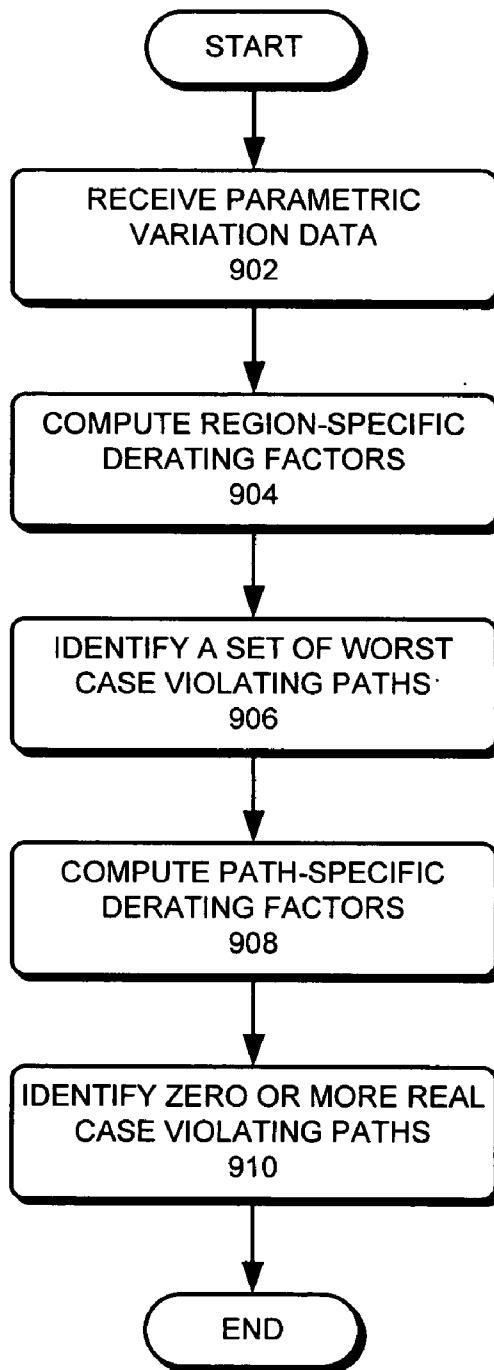 START
RECEIVE PARAMETRIC
VARIATION DATA
902
COMPUTE REGION-SPECIFIC
DERATING FACTORS
904
IDENTIFY A SET OF WORST
CASE VIOLATING PATHS
906
COMPUTE PATH-SPECIFIC
DERATING FACTORS
908
IDENTIFY ZERO OR MORE REAL
CASE VIOLATING PATHS
910
END